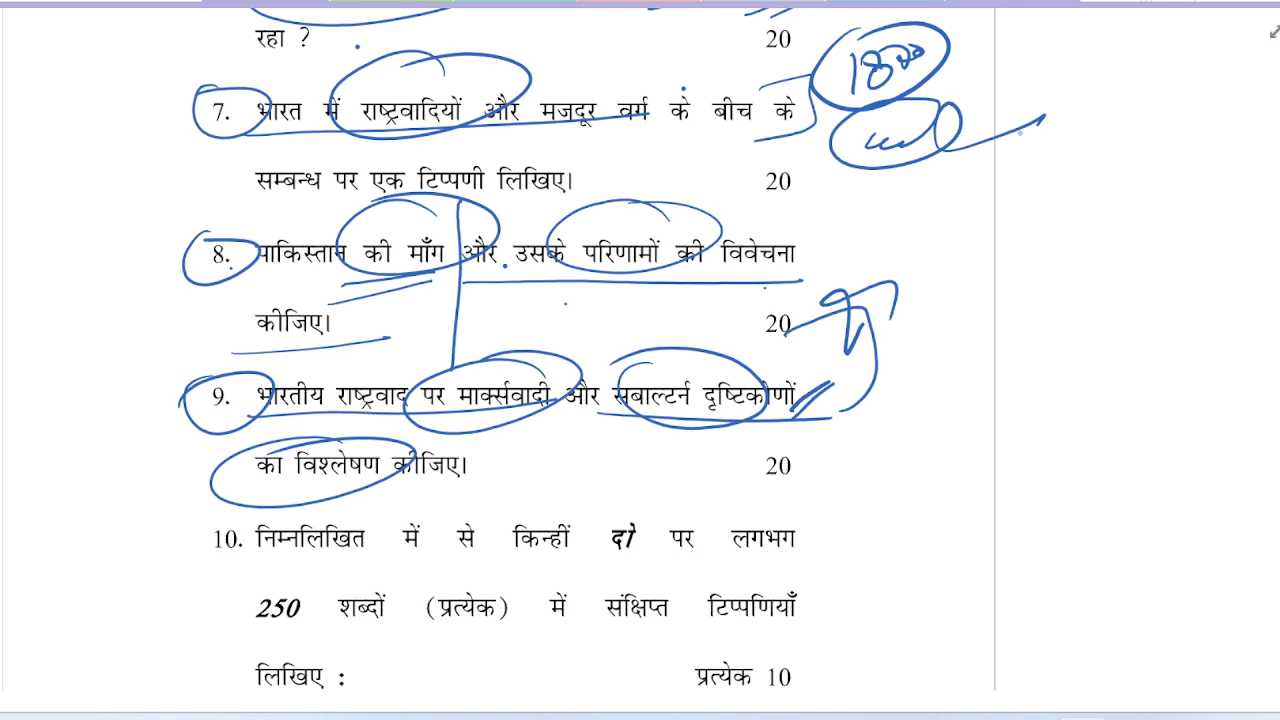 रहा ? 20
7. भारत में राष्ट्रवादियों और मजदूर वर्ग के बीच के
सम्बन्ध पर एक टिप्पणी लिखिए। 20
8. पाकिस्तान की माँग और उसके परिणामों की विवेचना
कीजिए। 20
9. भारतीय राष्ट्रवाद पर मार्क्सवादी और सबाल्टर्न दृष्टिकोणों
का विश्लेषण कीजिए। 20
10. निम्नलिखित में से किन्हीं दो पर लगभग
250 शब्दों (प्रत्येक) में संक्षिप्त टिप्पणियाँ
लिखिए : प्रत्येक 10